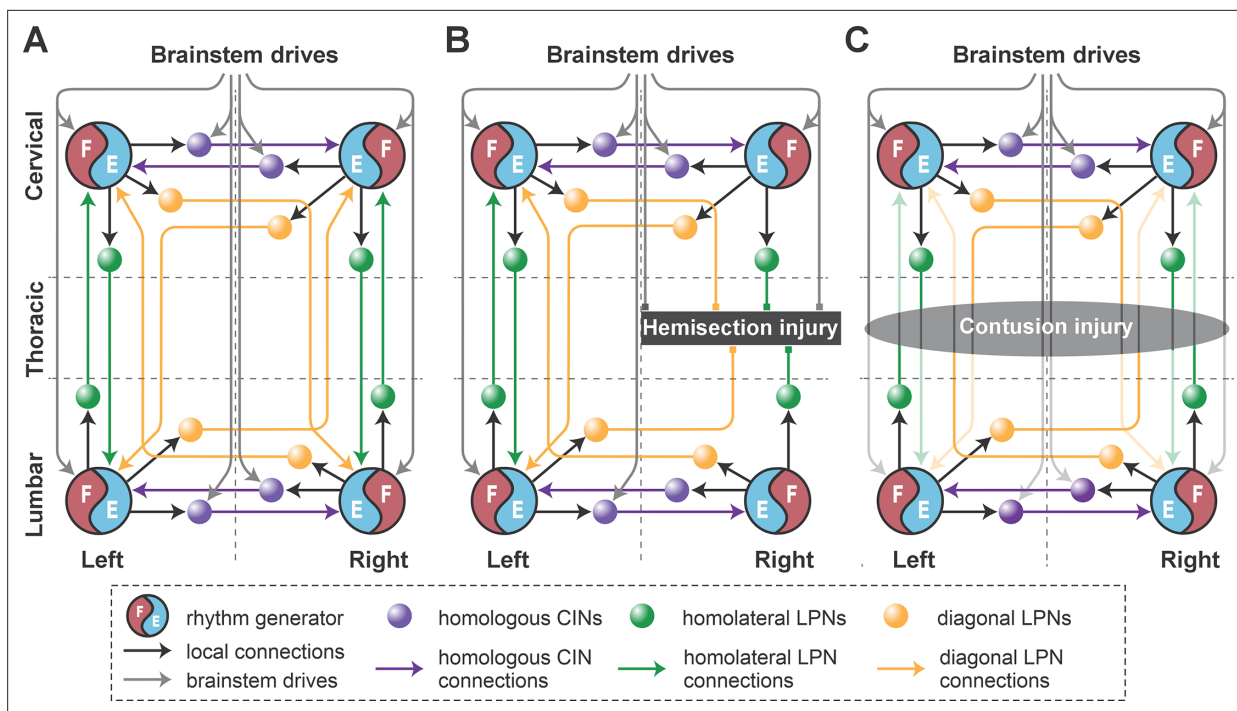 A
B
C
Brainstem drives
Brainstem drives
Brainstem drives
Cervical
F
E
E
F
F
E
E
F
F
E
E
F
Thoracic
Hemisection injury
Contusion injury
Lumbar
F
E
E
F
F
E
E
F
F
E
E
F
Left
Right
Left
Right
Left
Right
F
E
rhythm generator
homologous CINs
homolateral LPNs
diagonal LPNs
local connections
brainstem drives
homologous CIN
connections
homolateral LPN
connections
diagonal LPN
connections